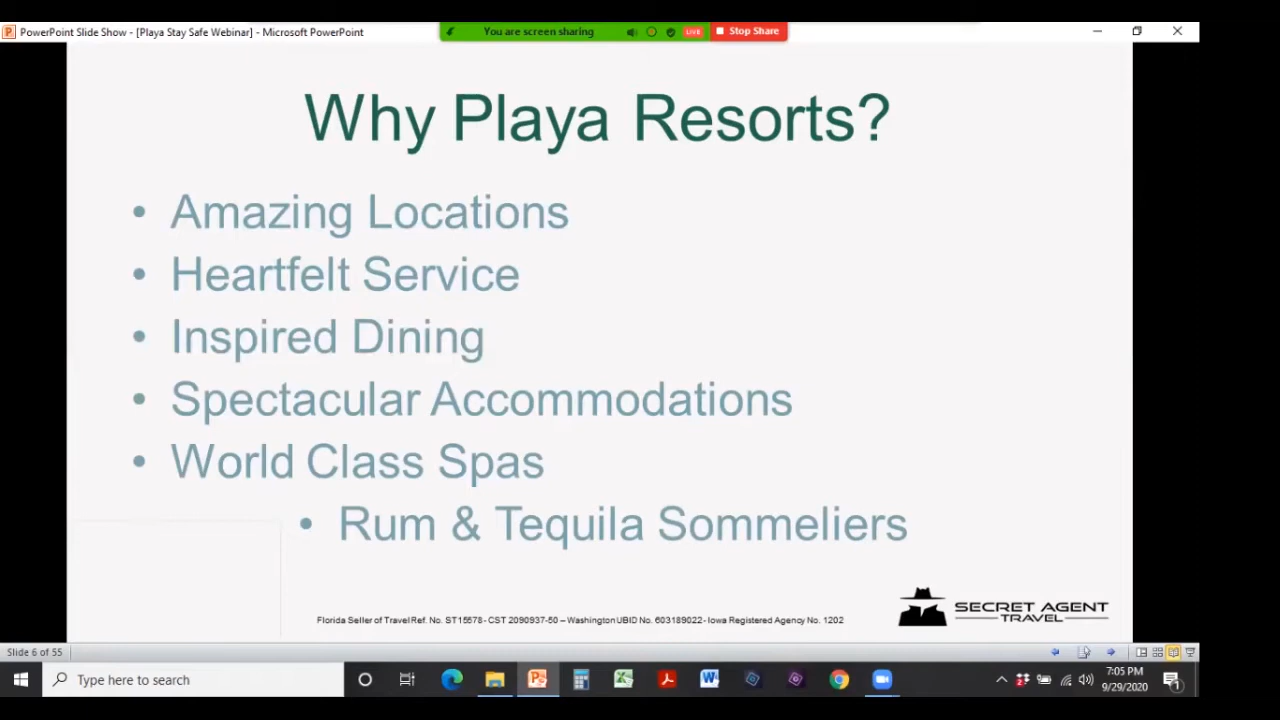 PowerPoint Slide Show - [Playa Stay Safe Webinar] - Microsoft PowerPoint
You are screen sharing
LIVE
Stop Share
Why Playa Resorts?
• Amazing Locations
• Heartfelt Service
• Inspired Dining
• Spectacular Accommodations
• World Class Spas
• Rum & Tequila Sommeliers
Florida Seller of Travel Ref. No. ST15578- CST 2090937-50 – Washington UBID No. 603189022- Iowa Registered Agency No. 1202
SECRET AGENT
TRAVEL
Slide 6 of 55
Type here to search
7:05 PM
9/29/2020
1